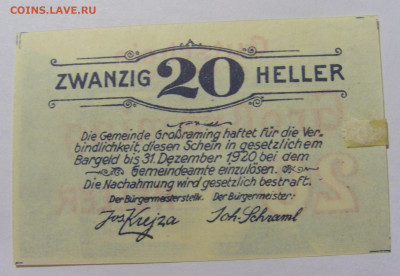 COINS.LAVE.RU
ZWANZIG 20 HELLER
Die Gemeinde Großraming haftet für die Ver-
bindlichkeit, diesen Schein in gesetzlichem
Bargeld bis 31. Dezember 1920 bei dem
Gemeindeamte einzulösen.
Die Nachahmung wird gesetzlich bestraft.
Der Bürgermeisterstellv. Der Bürgermeister:
Jos Krejza Joh. Schraml